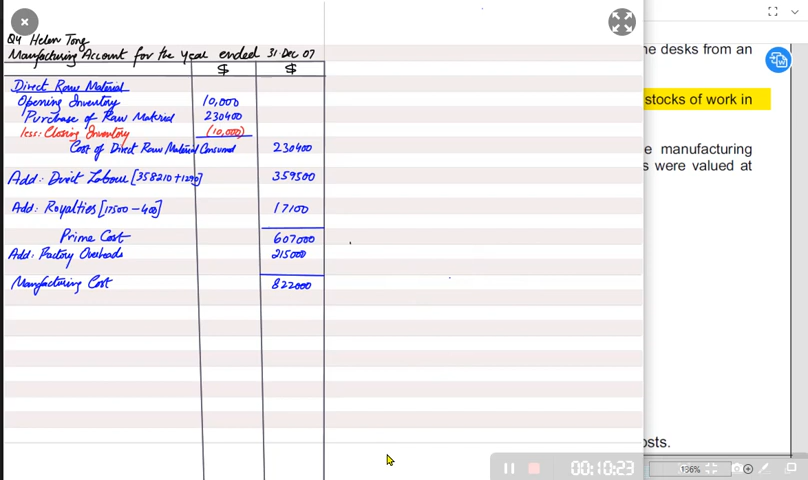 Q4 Helen Tong
Manufacturing Account for the year ended 31 Dec 07
$ $
Direct Raw Material
Opening Inventory 10,000
Purchase of Raw Material 230400
less: Closing Inventory (10,000)
Cost of Direct Raw Material Consumed 230400
Add: Direct Labour [358210+1290] 359500
Add: Royalties [17500-400] 17100
Prime Cost 607000
Add: Factory Overheads 215000
Manufacturing Cost 822000
ne desks from an
stocks of work in
e manufacturing
s were valued at
osts.
00:10:23
136%